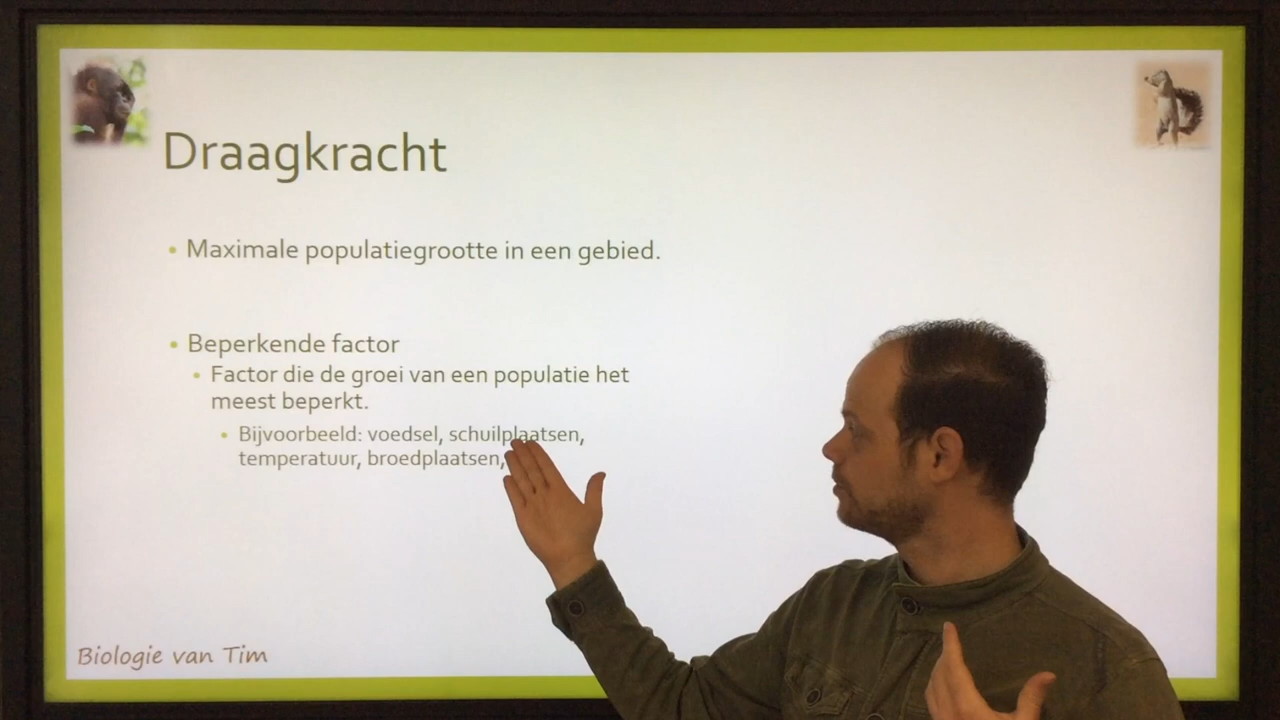 Draagkracht
• Maximale populatiegrootte in een gebied.
• Beperkende factor
• Factor die de groei van een populatie het
meest beperkt.
• Bijvoorbeeld: voedsel, schuilplaatsen,
temperatuur, broedplaatsen,
Biologie van Tim